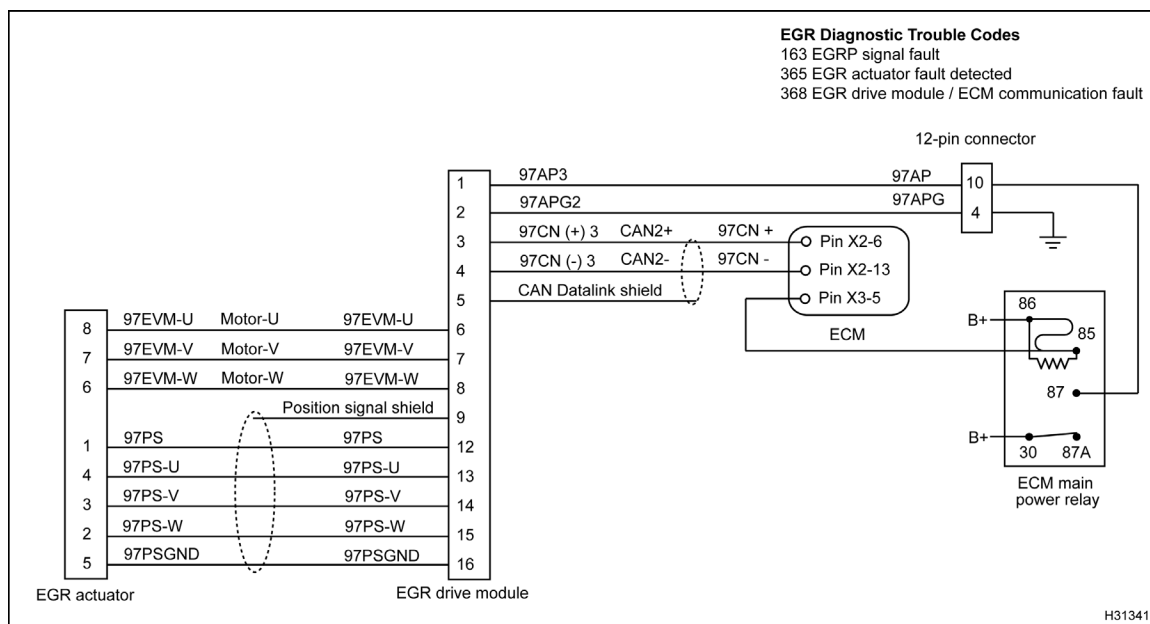 EGR Diagnostic Trouble Codes
163 EGRP signal fault
365 EGR actuator fault detected
368 EGR drive module / ECM communication fault
12-pin connector
1 97AP3 97AP 10
2 97APG2 97APG 4
3 97CN (+) 3 CAN2+ 97CN + Pin X2-6
4 97CN (-) 3 CAN2- 97CN - Pin X2-13
5 CAN Datalink shield Pin X3-5
ECM
86
B+ 85
87
B+
30 87A
ECM main
power relay
8 97EVM-U Motor-U 97EVM-U 6
7 97EVM-V Motor-V 97EVM-V 7
6 97EVM-W Motor-W 97EVM-W 8
Position signal shield 9
1 97PS 97PS 12
4 97PS-U 97PS-U 13
3 97PS-V 97PS-V 14
2 97PS-W 97PS-W 15
5 97PSGND 97PSGND 16
EGR actuator
EGR drive module
H31341